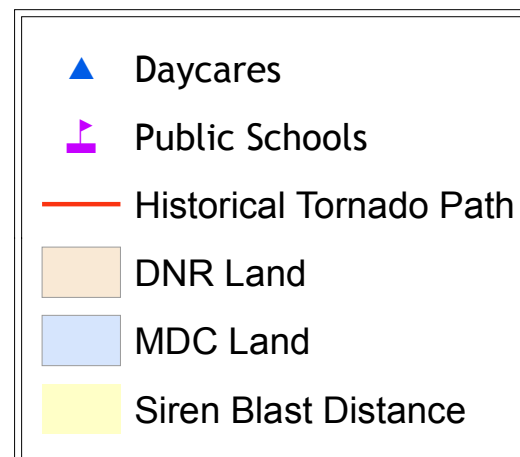 Daycares
Public Schools
Historical Tornado Path
DNR Land
MDC Land
Siren Blast Distance